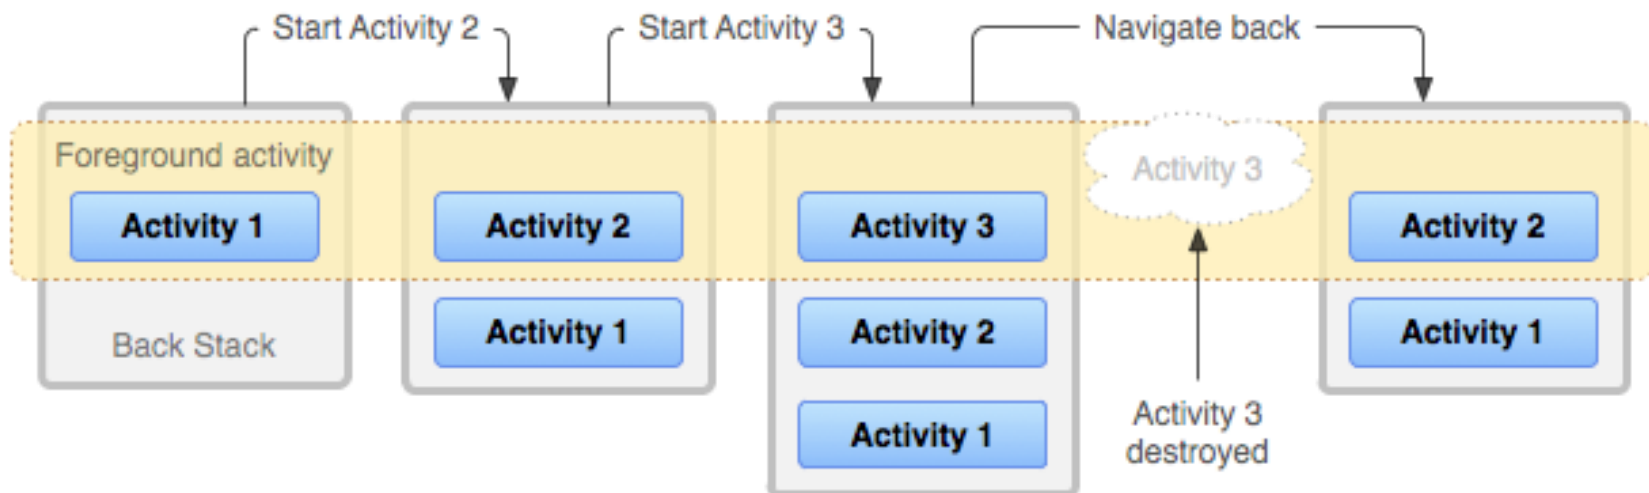 Start Activity 2
Start Activity 3
Navigate back
Foreground activity
Activity 1
Back Stack
Activity 2
Activity 1
Activity 3
Activity 2
Activity 1
Activity 3
Activity 3
destroyed
Activity 2
Activity 1